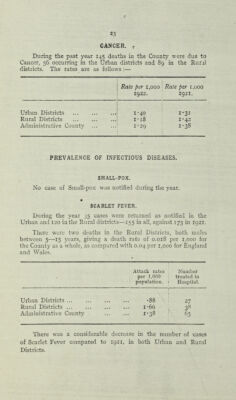 23
CANCER.
During the past year 145 deaths in the County were due to
Cancer, 56 occurring in the Urban districts and 89 in the Rural
districts. The rates are as follows :—
Rate per 1,000 Rate per 1,000
1912. 1911.
Urban Districts ... ... ... 1·40 1·31
Rural Districts ... ... ... 1·18 1·42
Administrative County ... ... 1·29 1·38
PREVALENCE OF INFECTIOUS DISEASES.
SMALL-POX.
No case of Small-pox was notified during the year.
SCARLET FEVER.
During the year 35 cases were returned as notified in the
Urban and 120 in the Rural districts—155 in all, against 173 in 1911.
There were two deaths in the Rural Districts, both males
between 5—15 years, giving a death rate of 0.018 per 1,000 for
the County as a whole, as compared with 0.04 per 1,000 for England
and Wales.
Attack rates Number
per 1,000 treated in
population. Hospital.
Urban Districts ... ... ... ·88 27
Rural Districts ... ... ... 1·69 38
Administrative County ... 1·38 65
There was a considerable decrease in the number of cases
of Scarlet Fever compared to 1911, in both Urban and Rural
Districts.